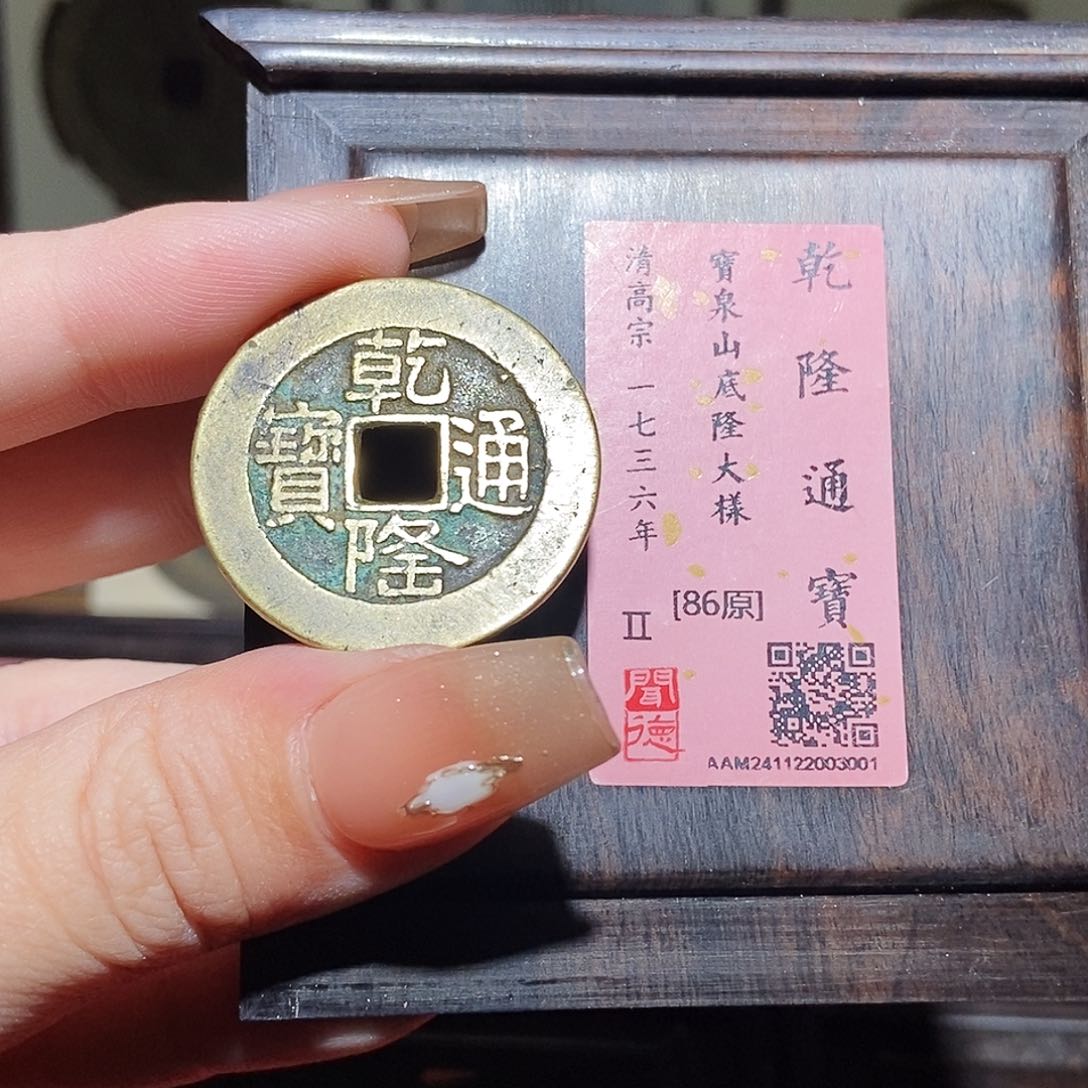 乾隆通寶
乾隆通寶
寶泉山底隆大樣
清高宗 一七三六年
[86原]
II
聞德
AAM241122003001